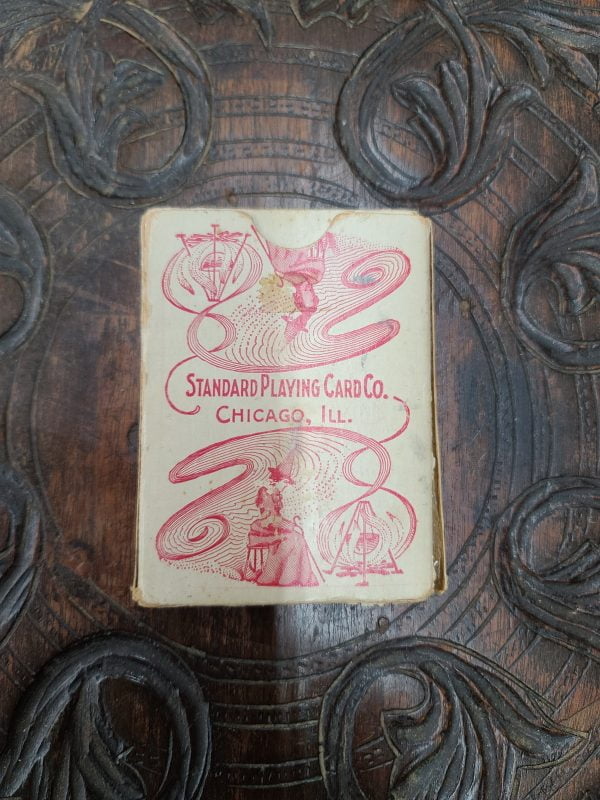 STANDARD PLAYING CARD CO.
CHICAGO, ILL.